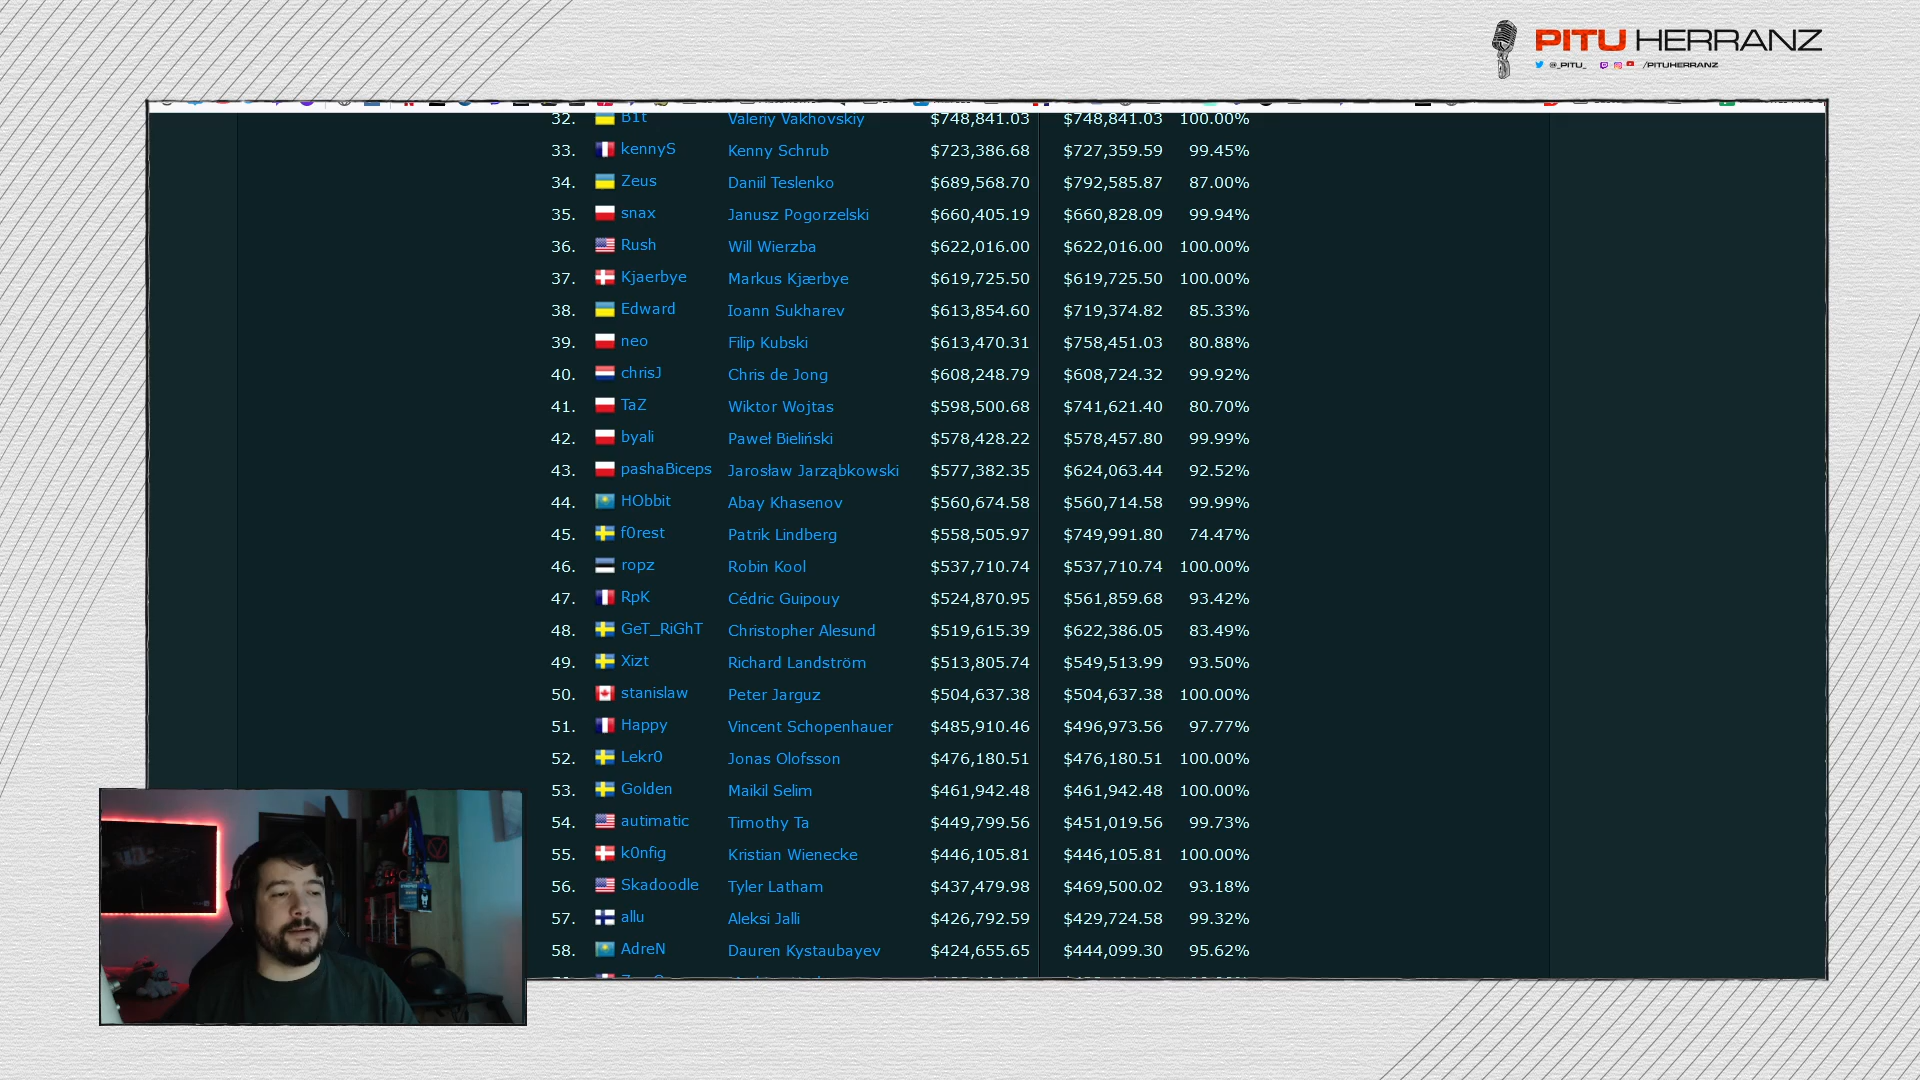 PITU HERRANZ
@_PITU_ /PITUHERRANZ
32. B1t Valeriy Vakhovskiy $748,841.03 $748,841.03 100.00%
33. kennyS Kenny Schrub $723,386.68 $727,359.59 99.45%
34. Zeus Daniil Teslenko $689,568.70 $792,585.87 87.00%
35. snax Janusz Pogorzelski $660,405.19 $660,828.09 99.94%
36. Rush Will Wierzba $622,016.00 $622,016.00 100.00%
37. Kjaerbye Markus Kjærbye $619,725.50 $619,725.50 100.00%
38. Edward Ioann Sukharev $613,854.60 $719,374.82 85.33%
39. neo Filip Kubski $613,470.31 $758,451.03 80.88%
40. chrisJ Chris de Jong $608,248.79 $608,724.32 99.92%
41. TaZ Wiktor Wojtas $598,500.68 $741,621.40 80.70%
42. byali Paweł Bieliński $578,428.22 $578,457.80 99.99%
43. pashaBiceps Jarosław Jarząbkowski $577,382.35 $624,063.44 92.52%
44. HObbit Abay Khasenov $560,674.58 $560,714.58 99.99%
45. f0rest Patrik Lindberg $558,505.97 $749,991.80 74.47%
46. ropz Robin Kool $537,710.74 $537,710.74 100.00%
47. RpK Cédric Guipouy $524,870.95 $561,859.68 93.42%
48. GeT_RiGhT Christopher Alesund $519,615.39 $622,386.05 83.49%
49. Xizt Richard Landström $513,805.74 $549,513.99 93.50%
50. stanislaw Peter Jarguz $504,637.38 $504,637.38 100.00%
51. Happy Vincent Schopenhauer $485,910.46 $496,973.56 97.77%
52. Lekr0 Jonas Olofsson $476,180.51 $476,180.51 100.00%
53. Golden Maikil Selim $461,942.48 $461,942.48 100.00%
54. autimatic Timothy Ta $449,799.56 $451,019.56 99.73%
55. k0nfig Kristian Wienecke $446,105.81 $446,105.81 100.00%
56. Skadoodle Tyler Latham $437,479.98 $469,500.02 93.18%
57. allu Aleksi Jalli $426,792.59 $429,724.58 99.32%
58. AdreN Dauren Kystaubayev $424,655.65 $444,099.30 95.62%